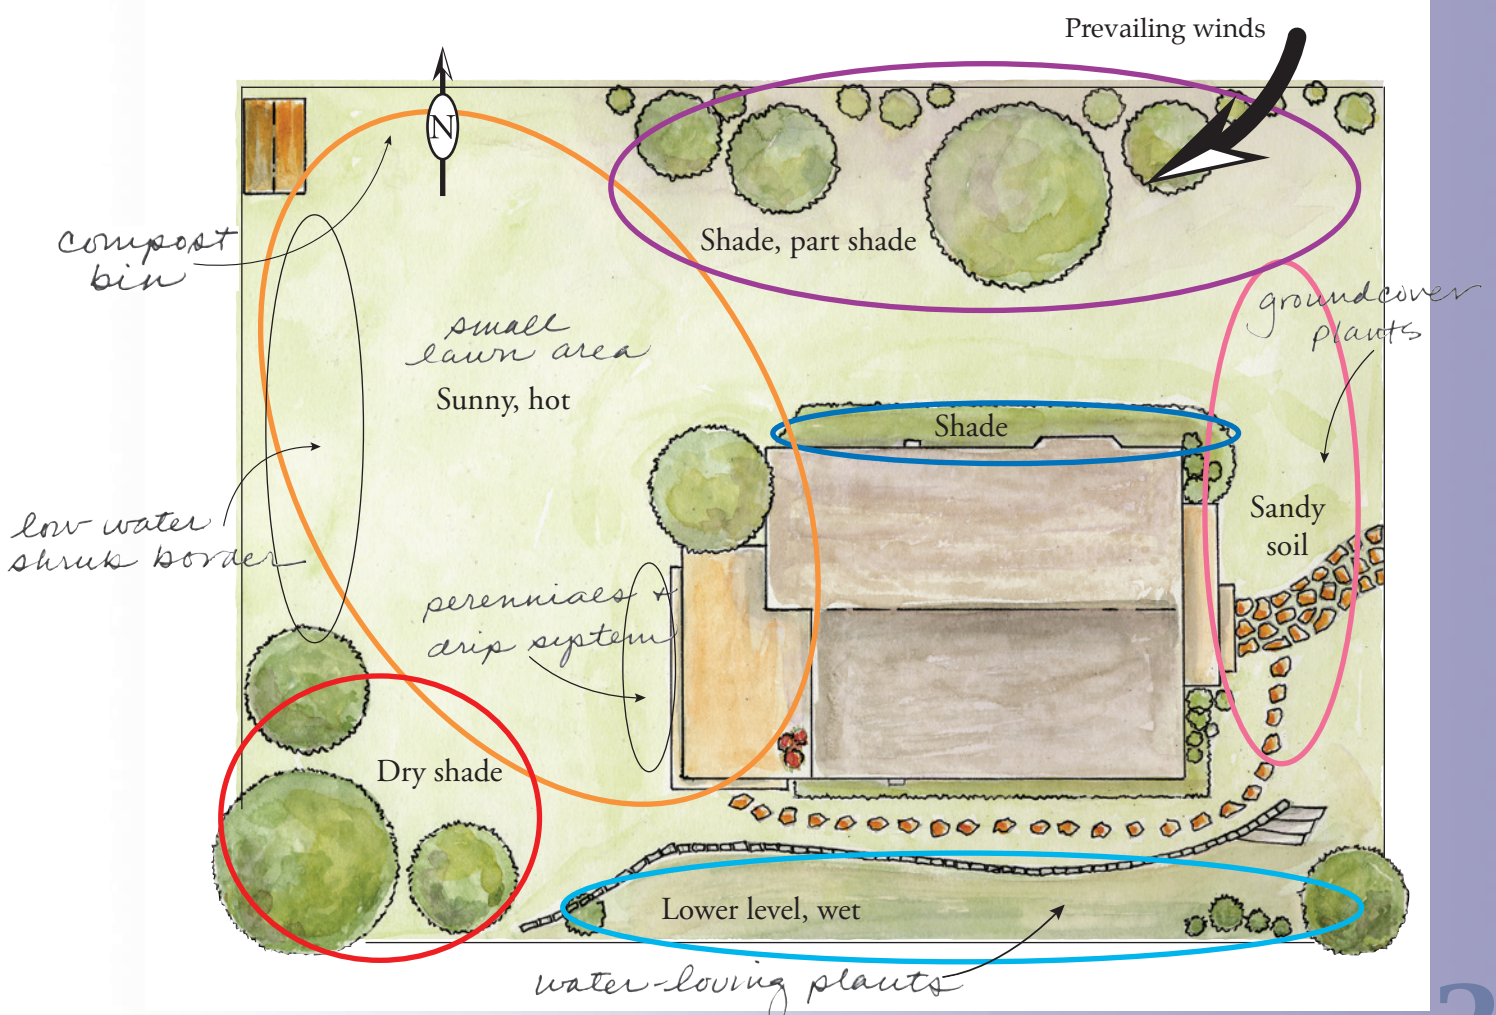 Prevailing winds
N
compost
bin
Shade, part shade
groundcover
plants
small
lawn area
Sunny, hot
Shade
low water
shrub border
Sandy
soil
perennials +
drip system
Dry shade
Lower level, wet
water-loving plants